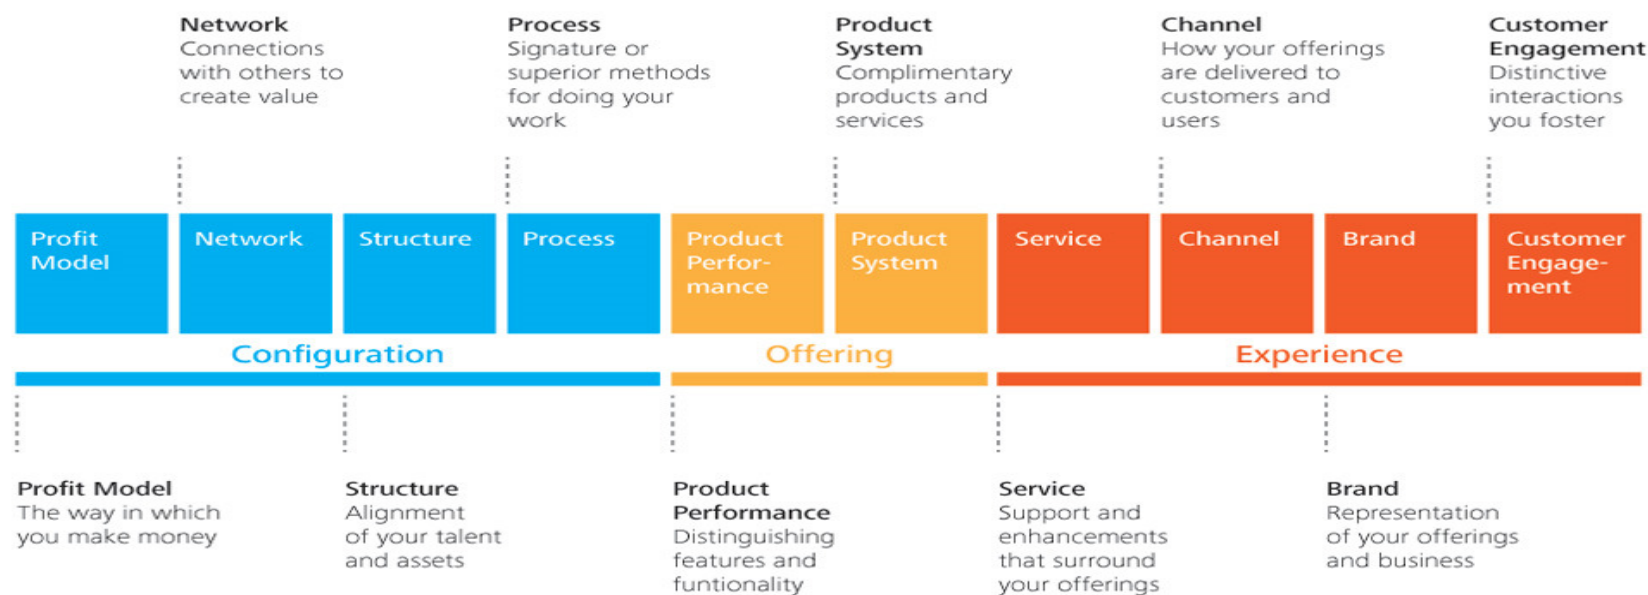 Network
Connections
with others to
create value
Process
Signature or
superior methods
for doing your
work
Product
System
Complimentary
products and
services
Channel
How your offerings
are delivered to
customers and
users
Customer
Engagement
Distinctive
interactions
you foster
Profit
Model
Network
Structure
Process
Product
Perfor-
mance
Product
System
Service
Channel
Brand
Customer
Engage-
ment
Configuration
Offering
Experience
Profit Model
The way in which
you make money
Structure
Alignment
of your talent
and assets
Product
Performance
Distinguishing
features and
funtionality
Service
Support and
enhancements
that surround
your offerings
Brand
Representation
of your offerings
and business